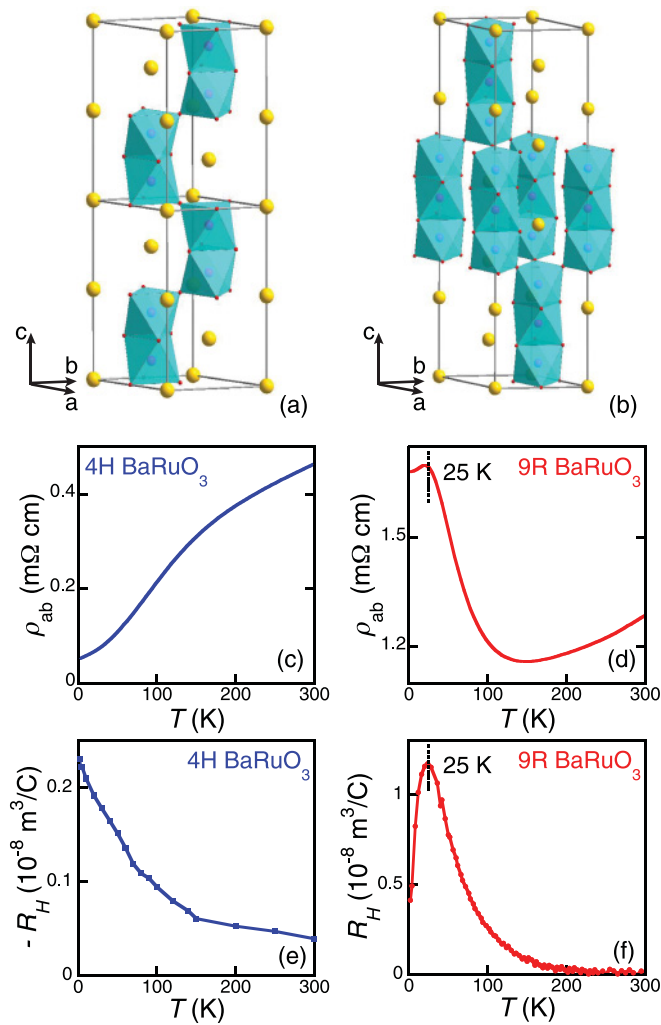 c
b
a
(a)
c
b
a
(b)
4H BaRuO₃
ρab (mΩ cm)
0.4
0.2
0
0
100
200
300
T (K)
(c)
9R BaRuO₃
25 K
ρab (mΩ cm)
1.5
1.2
0
100
200
300
T (K)
(d)
4H BaRuO₃
- RH (10⁻⁸ m³/C)
0.2
0.1
0
0
100
200
300
T (K)
(e)
9R BaRuO₃
25 K
RH (10⁻⁸ m³/C)
1
0.5
0
0
100
200
300
T (K)
(f)